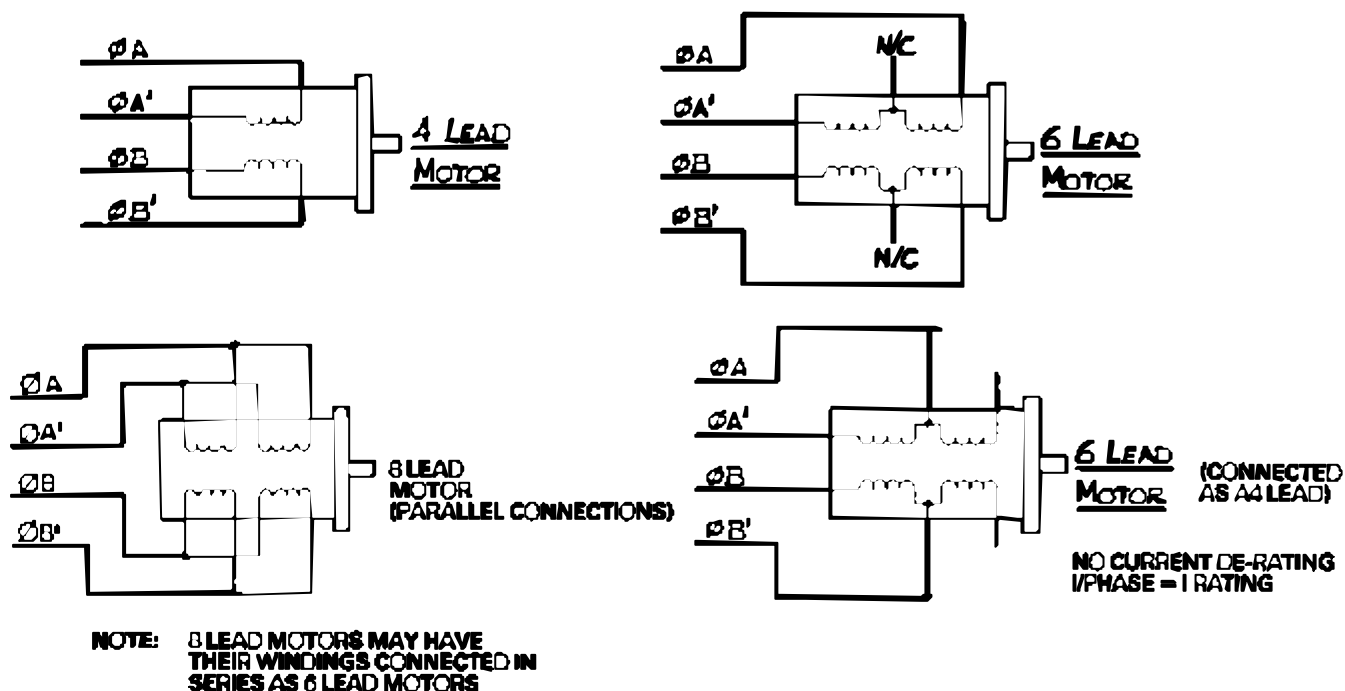 ØA
ØA'
ØB
ØB'
4 LEAD
MOTOR
ØA
ØA'
ØB
ØB'
N/C
N/C
6 LEAD
MOTOR
ØA
ØA'
ØB
ØB'
8 LEAD
MOTOR
(PARALLEL CONNECTIONS)
NOTE: 8 LEAD MOTORS MAY HAVE
THEIR WINDINGS CONNECTED IN
SERIES AS 6 LEAD MOTORS
ØA
ØA'
ØB
ØB'
6 LEAD
MOTOR
(CONNECTED
AS A4 LEAD)
NO CURRENT DE-RATING
I/PHASE = I RATING